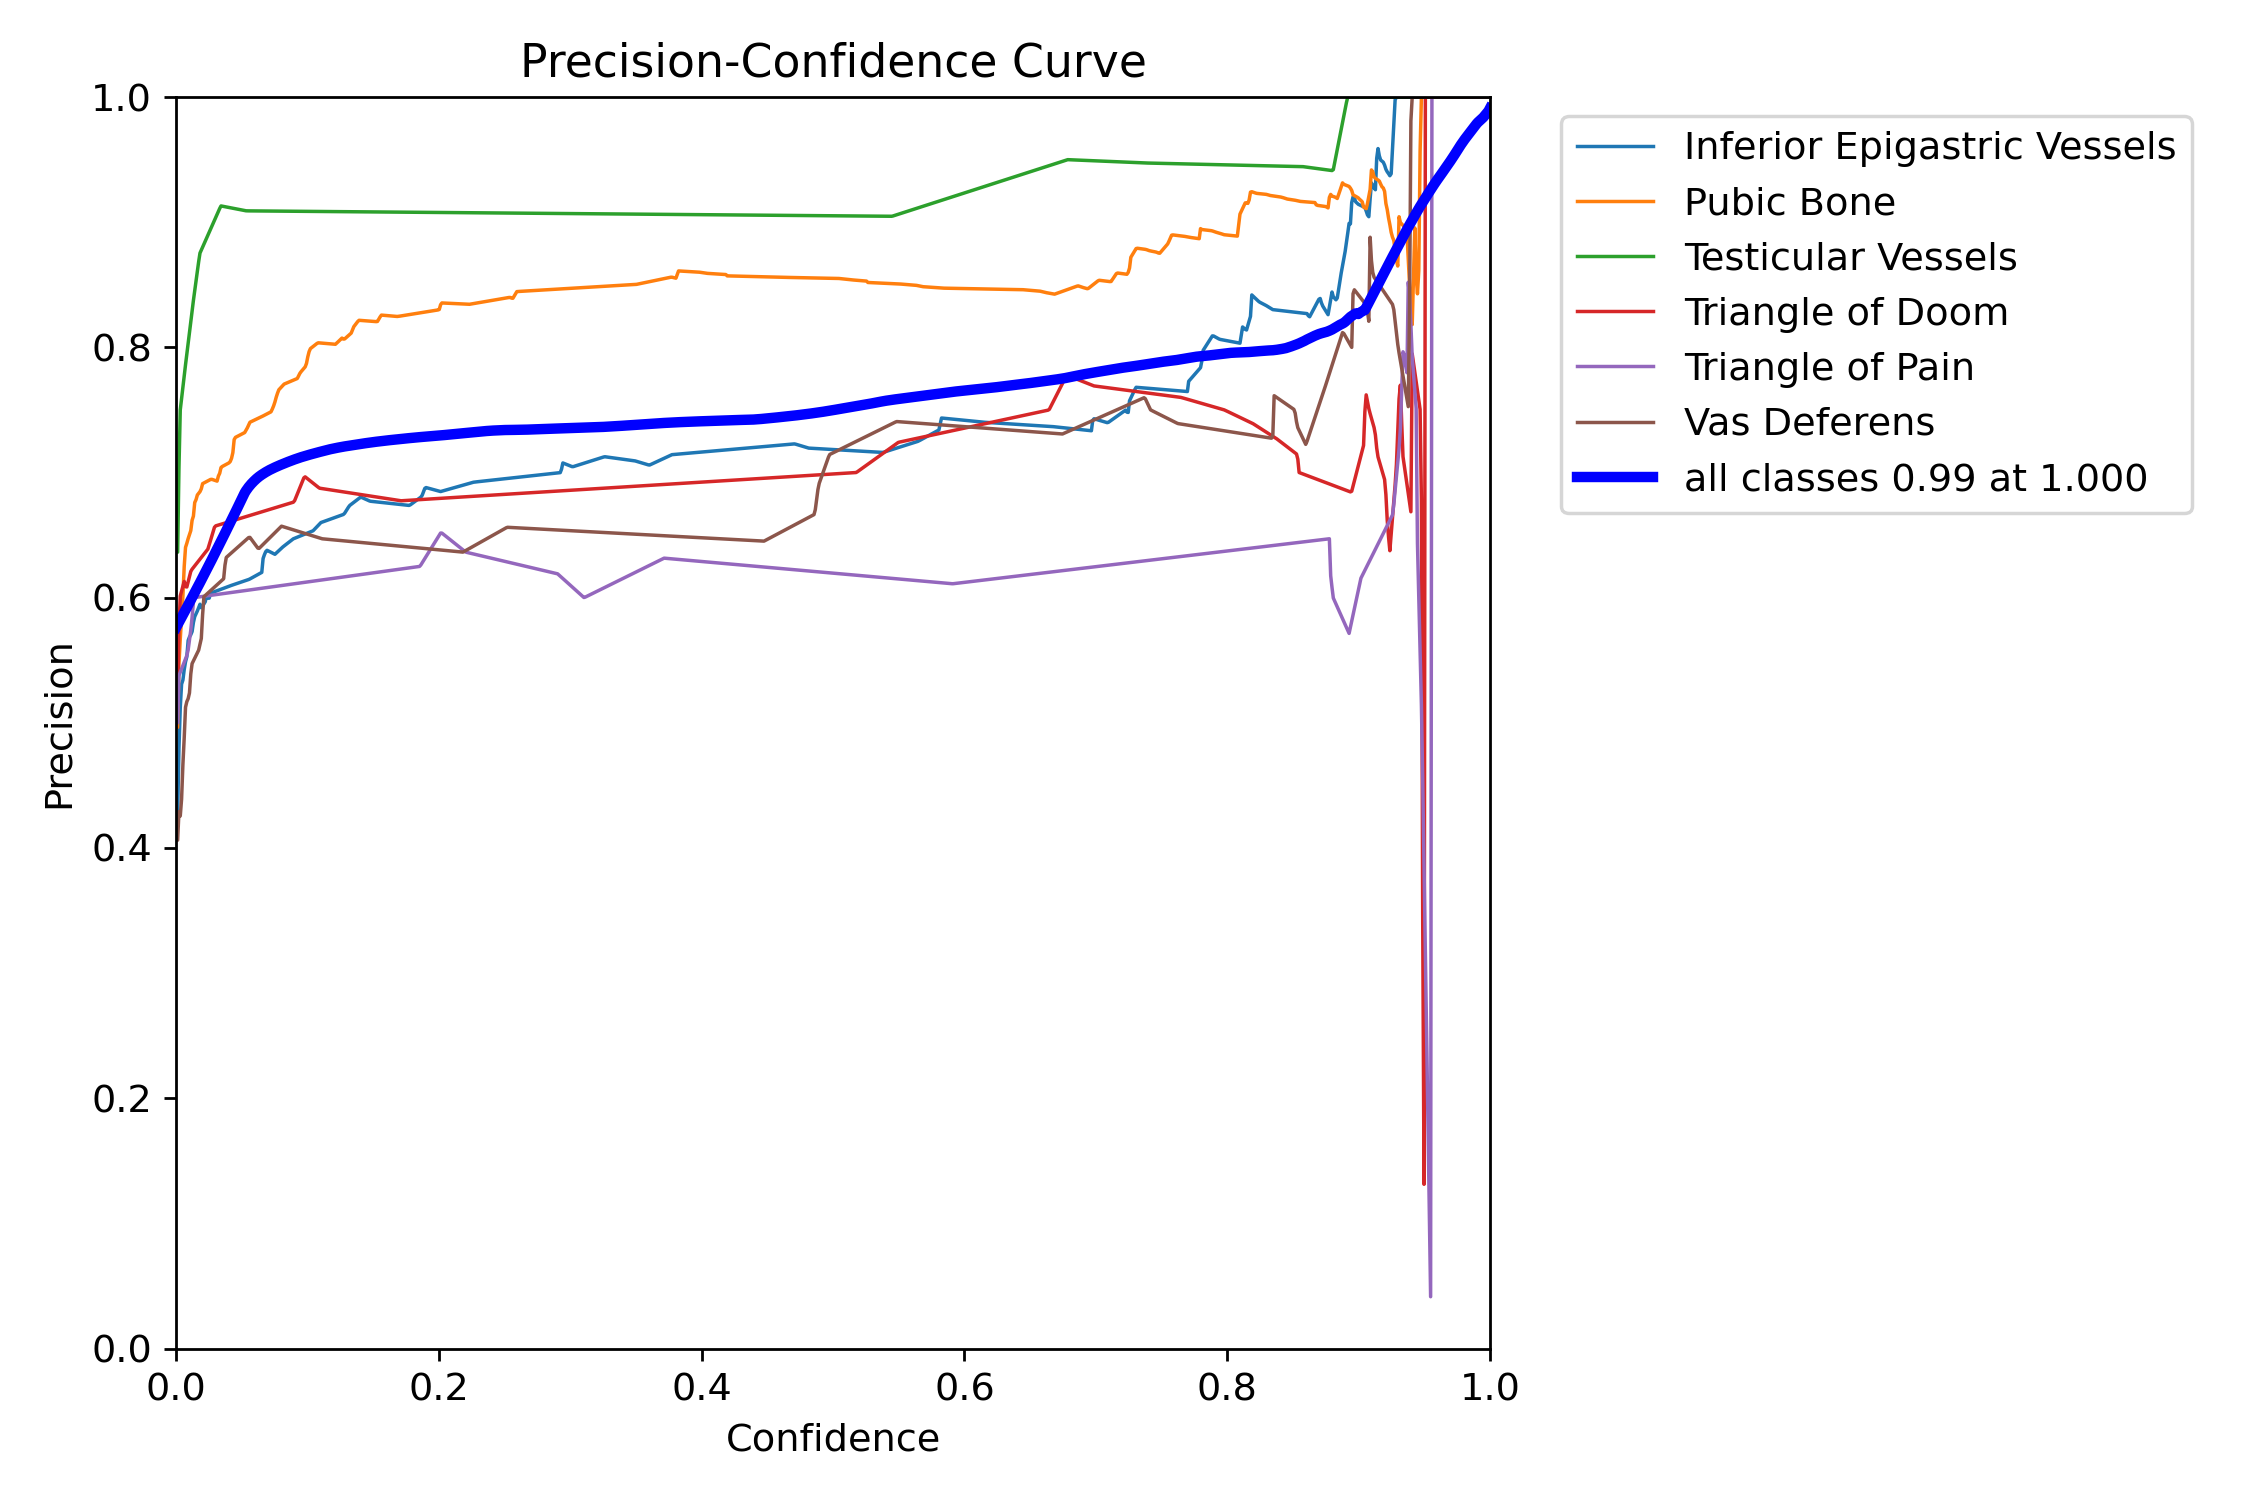 Precision-Confidence Curve
1.0
0.8
0.6
0.4
0.2
0.0
Precision
0.0 0.2 0.4 0.6 0.8 1.0
Confidence
Inferior Epigastric Vessels
Pubic Bone
Testicular Vessels
Triangle of Doom
Triangle of Pain
Vas Deferens
all classes 0.99 at 1.000